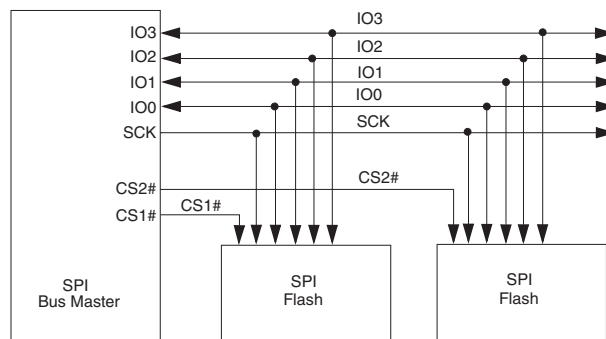 IO3
IO3
IO2
IO2
IO1
IO1
IO0
IO0
SCK
SCK
CS2#
CS2#
CS1#
CS1#
SPI
Bus Master
SPI
Flash
SPI
Flash